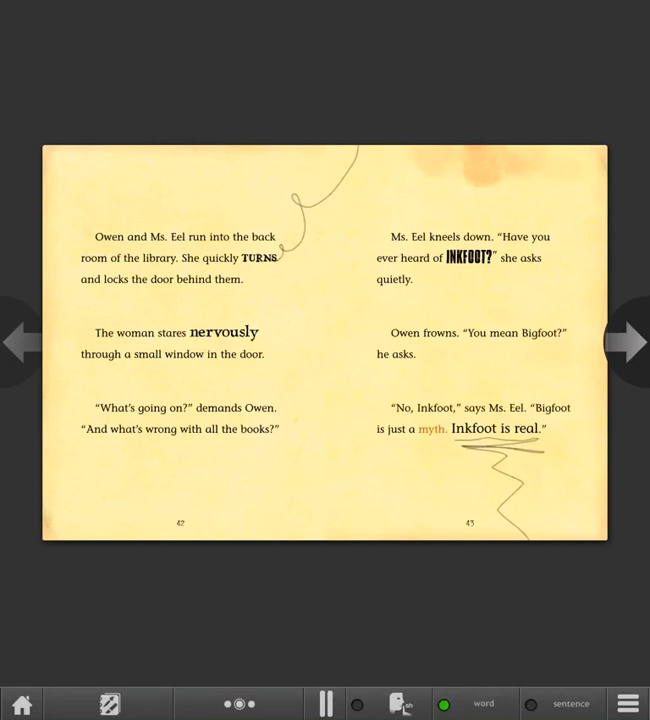 Owen and Ms. Eel run into the back
room of the library. She quickly TURNS
and locks the door behind them.
The woman stares nervously
through a small window in the door.
“What’s going on?” demands Owen.
“And what’s wrong with all the books?”
42
Ms. Eel kneels down. “Have you
ever heard of INKFOOT?” she asks
quietly.
Owen frowns. “You mean Bigfoot?”
he asks.
“No, Inkfoot,” says Ms. Eel. “Bigfoot
is just a myth. Inkfoot is real.”
43
sh
word
sentence